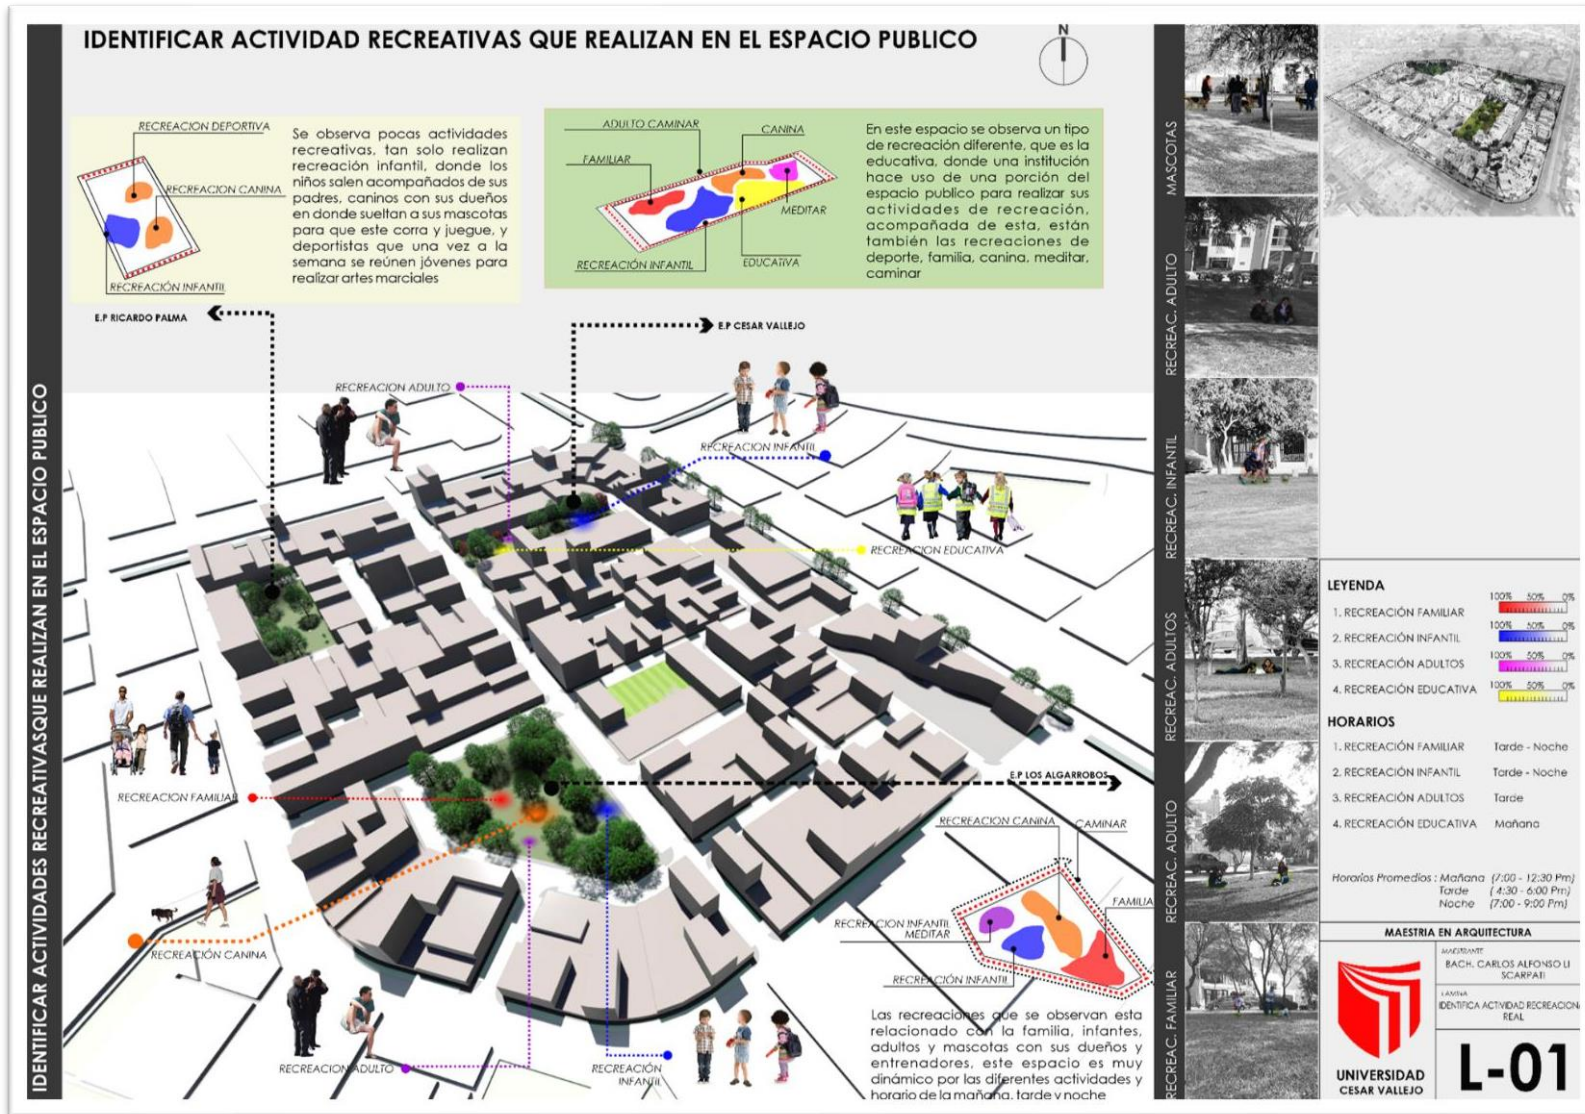 IDENTIFICAR ACTIVIDAD RECREATIVAS QUE REALIZAN EN EL ESPACIO PUBLICO
N
IDENTIFICAR ACTIVIDADES RECREATIVASQUE REALIZAN EN EL ESPACIO PUBLICO
RECREACION DEPORTIVA
RECREACION CANINA
RECREACIÓN INFANTIL
Se observa pocas actividades
recreativas, tan solo realizan
recreación infantil, donde los
niños salen acompañados de sus
padres, caninos con sus dueños
en donde sueltan a sus mascotas
para que este corra y juegue, y
deportistas que una vez a la
semana se reúnen jóvenes para
realizar artes marciales
E.P RICARDO PALMA
ADULTO CAMINAR
CANINA
FAMILIAR
MEDITAR
RECREACIÓN INFANTIL
EDUCATIVA
En este espacio se observa un tipo
de recreación diferente, que es la
educativa, donde una institución
hace uso de una porción del
espacio publico para realizar sus
actividades de recreación,
acompañada de esta, están
también las recreaciones de
deporte, familia, canina, meditar,
caminar
E.P CESAR VALLEJO
RECREACION ADULTO
RECREACION INFANTIL
RECREACION EDUCATIVA
RECREACION FAMILIAR
RECREACIÓN CANINA
RECREACION ADULTO
RECREACIÓN
INFANTIL
E.P LOS ALGARROBOS
RECREACION CANINA
CAMINAR
FAMILIA
RECREACION INFANTIL
MEDITAR
RECREACIÓN INFANTIL
Las recreaciones que se observan esta
relacionado con la familia, infantes,
adultos y mascotas con sus dueños y
entrenadores, este espacio es muy
dinámico por las diferentes actividades y
horario de la mañana, tarde y noche
MASCOTAS
RECREAC. ADULTO
RECREAC. INFANTIL
RECREAC. ADULTOS
RECREAC. ADULTO
RECREAC. FAMILIAR
LEYENDA
1. RECREACIÓN FAMILIAR 100% 50% 0%
2. RECREACIÓN INFANTIL 100% 50% 0%
3. RECREACIÓN ADULTOS 100% 50% 0%
4. RECREACIÓN EDUCATIVA 100% 50% 0%
HORARIOS
1. RECREACIÓN FAMILIAR Tarde - Noche
2. RECREACIÓN INFANTIL Tarde - Noche
3. RECREACIÓN ADULTOS Tarde
4. RECREACIÓN EDUCATIVA Mañana
Horarios Promedios : Mañana (7:00 - 12:30 Pm)
Tarde ( 4:30 - 6:00 Pm)
Noche (7:00 - 9:00 Pm)
MAESTRIA EN ARQUITECTURA
MAESTRANTE
BACH. CARLOS ALFONSO LI
SCARPATI
LAMINA
IDENTIFICA ACTIVIDAD RECREACIONA
REAL
UNIVERSIDAD
CESAR VALLEJO
L-01